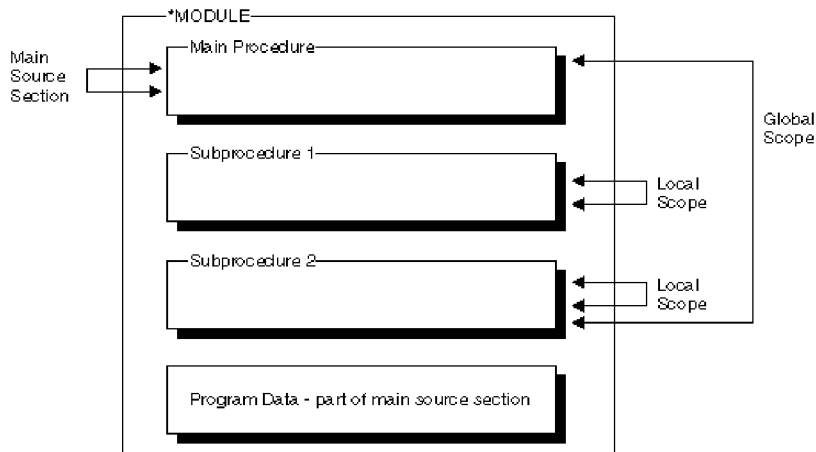 *MODULE
Main Procedure
Main
Source
Section
Global
Scope
Subprocedure 1
Local
Scope
Subprocedure 2
Local
Scope
Program Data - part of main source section